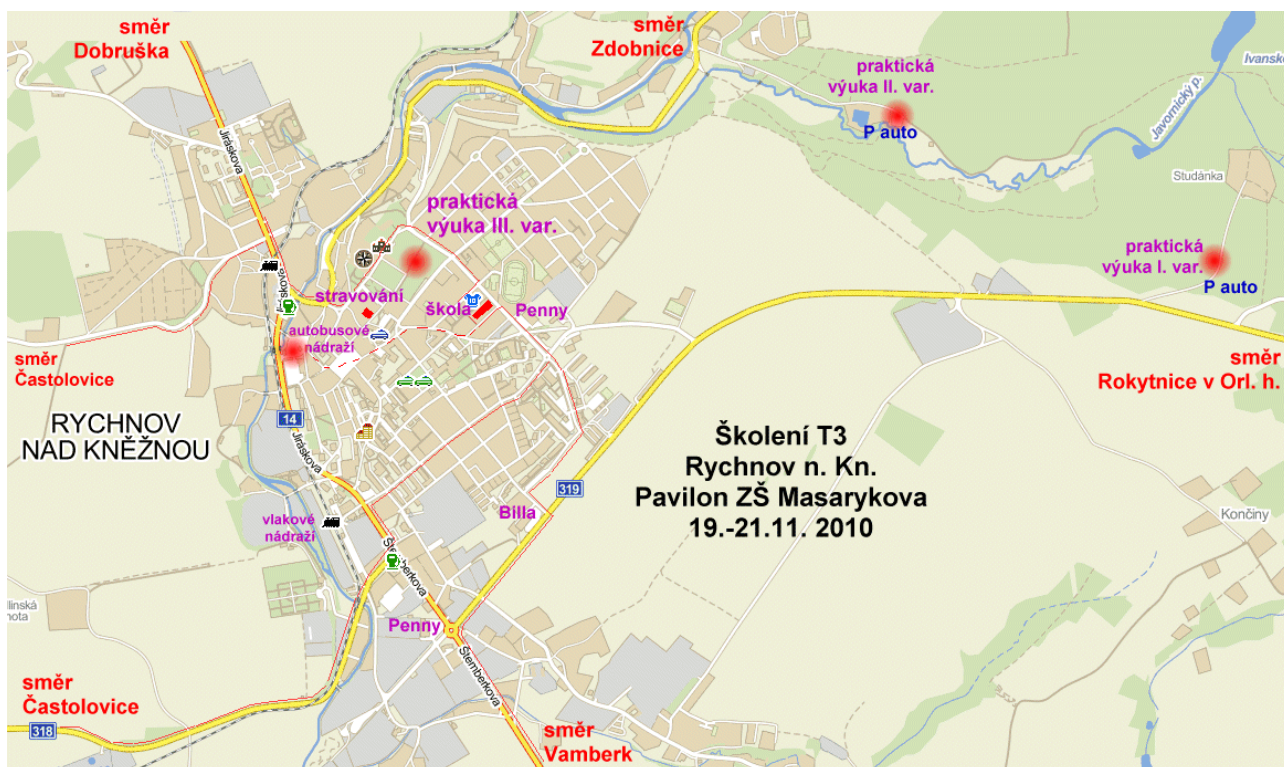 směr
Dobruška
směr
Zdobnice
praktická
výuka II. var.
P auto
Ivansk
Javornický p.
Studánka
Jiráskova
praktická
výuka III. var.
praktická
výuka I. var.
P auto
stravování
škola
Penny
autobusové
nádraží
směr
Častolovice
směr
Rokytnice v Orl. h.
RYCHNOV
NAD KNĚŽNOU
14
Jiráskova
Školení T3
Rychnov n. Kn.
Pavilon ZŠ Masarykova
19.-21.11. 2010
319
Billa
Končiny
vlakové
nádraží
Štemberkova
Penny
Štemberkova
směr
Častolovice
318
směr
Vamberk